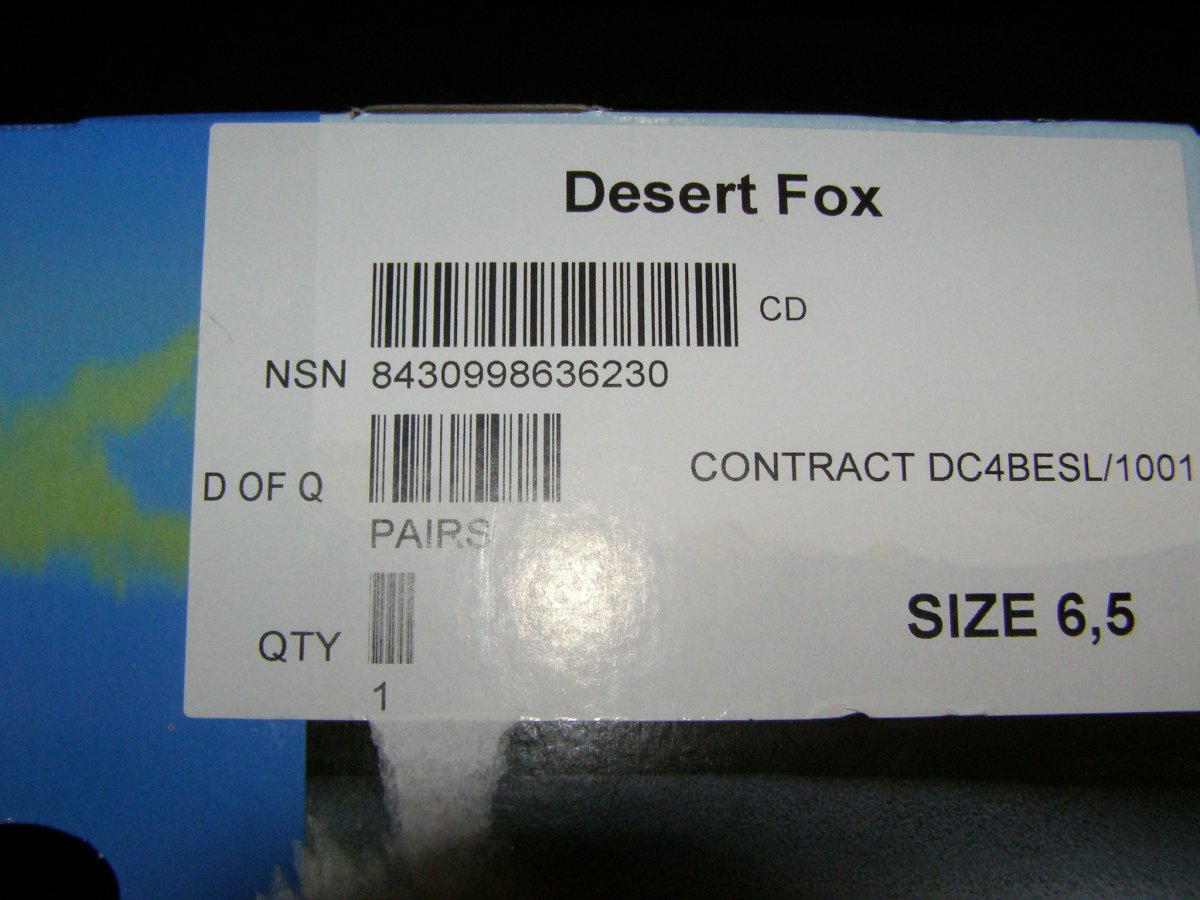 Desert Fox
CD
NSN 8430998636230
D OF Q
CONTRACT DC4BESL/1001
PAIRS
SIZE 6,5
QTY
1